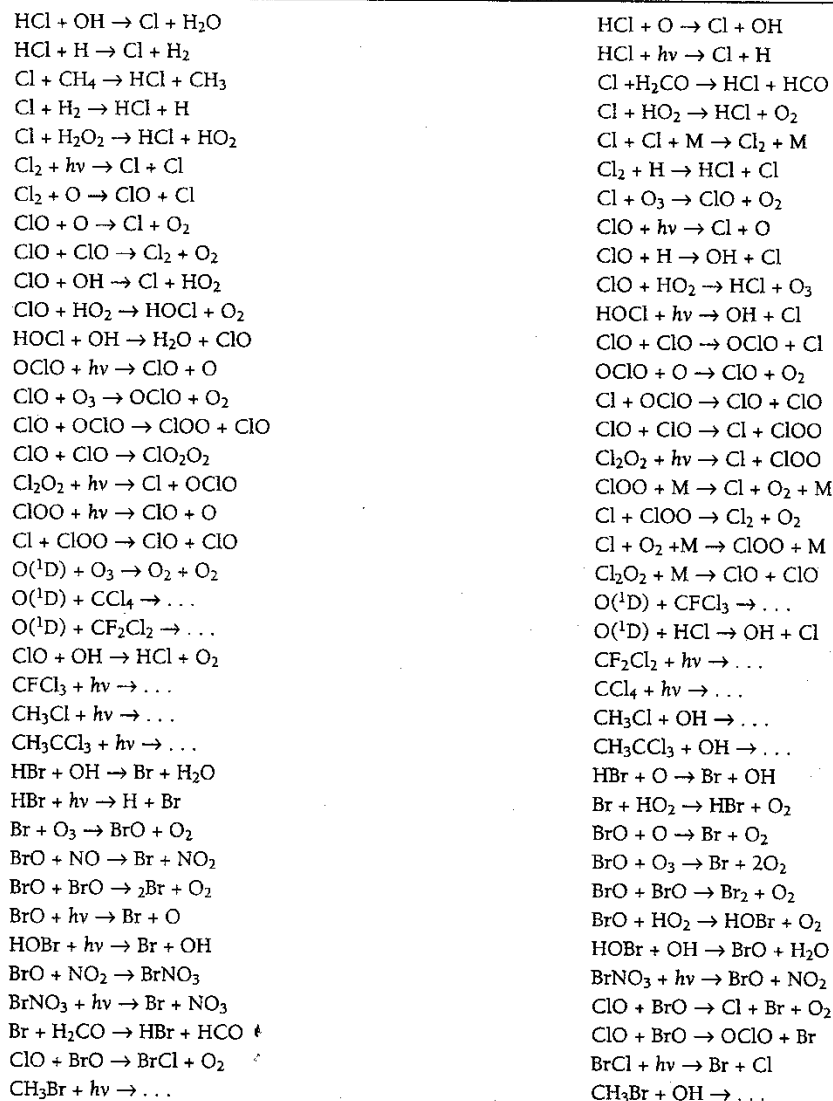 HCl + OH → Cl + H₂O
HCl + H → Cl + H₂
Cl + CH₄ → HCl + CH₃
Cl + H₂ → HCl + H
Cl + H₂O₂ → HCl + HO₂
Cl₂ + hν → Cl + Cl
Cl₂ + O → ClO + Cl
ClO + O → Cl + O₂
ClO + ClO → Cl₂ + O₂
ClO + OH → Cl + HO₂
ClO + HO₂ → HOCl + O₂
HOCl + OH → H₂O + ClO
OClO + hν → ClO + O
ClO + O₃ → OClO + O₂
ClO + OClO → ClOO + ClO
ClO + ClO → ClO₂O₂
Cl₂O₂ + hν → Cl + OClO
ClOO + hν → ClO + O
Cl + ClOO → ClO + ClO
O(¹D) + O₃ → O₂ + O₂
O(¹D) + CCl₄ → . . .
O(¹D) + CF₂Cl₂ → . . .
ClO + OH → HCl + O₂
CFCl₃ + hν → . . .
CH₃Cl + hν → . . .
CH₃CCl₃ + hν → . . .
HBr + OH → Br + H₂O
HBr + hν → H + Br
Br + O₃ → BrO + O₂
BrO + NO → Br + NO₂
BrO + BrO → ₂Br + O₂
BrO + hν → Br + O
HOBr + hν → Br + OH
BrO + NO₂ → BrNO₃
BrNO₃ + hν → Br + NO₃
Br + H₂CO → HBr + HCO
ClO + BrO → BrCl + O₂
CH₃Br + hν → . . .
HCl + O → Cl + OH
HCl + hν → Cl + H
Cl +H₂CO → HCl + HCO
Cl + HO₂ → HCl + O₂
Cl + Cl + M → Cl₂ + M
Cl₂ + H → HCl + Cl
Cl + O₃ → ClO + O₂
ClO + hν → Cl + O
ClO + H → OH + Cl
ClO + HO₂ → HCl + O₃
HOCl + hν → OH + Cl
ClO + ClO → OClO + Cl
OClO + O → ClO + O₂
Cl + OClO → ClO + ClO
ClO + ClO → Cl + ClOO
Cl₂O₂ + hν → Cl + ClOO
ClOO + M → Cl + O₂ + M
Cl + ClOO → Cl₂ + O₂
Cl + O₂ +M → ClOO + M
Cl₂O₂ + M → ClO + ClO
O(¹D) + CFCl₃ → . . .
O(¹D) + HCl → OH + Cl
CF₂Cl₂ + hν → . . .
CCl₄ + hν → . . .
CH₃Cl + OH → . . .
CH₃CCl₃ + OH → . . .
HBr + O → Br + OH
Br + HO₂ → HBr + O₂
BrO + O → Br + O₂
BrO + O₃ → Br + 2O₂
BrO + BrO → Br₂ + O₂
BrO + HO₂ → HOBr + O₂
HOBr + OH → BrO + H₂O
BrNO₃ + hν → BrO + NO₂
ClO + BrO → Cl + Br + O₂
ClO + BrO → OClO + Br
BrCl + hν → Br + Cl
CH₃Br + OH → . . .